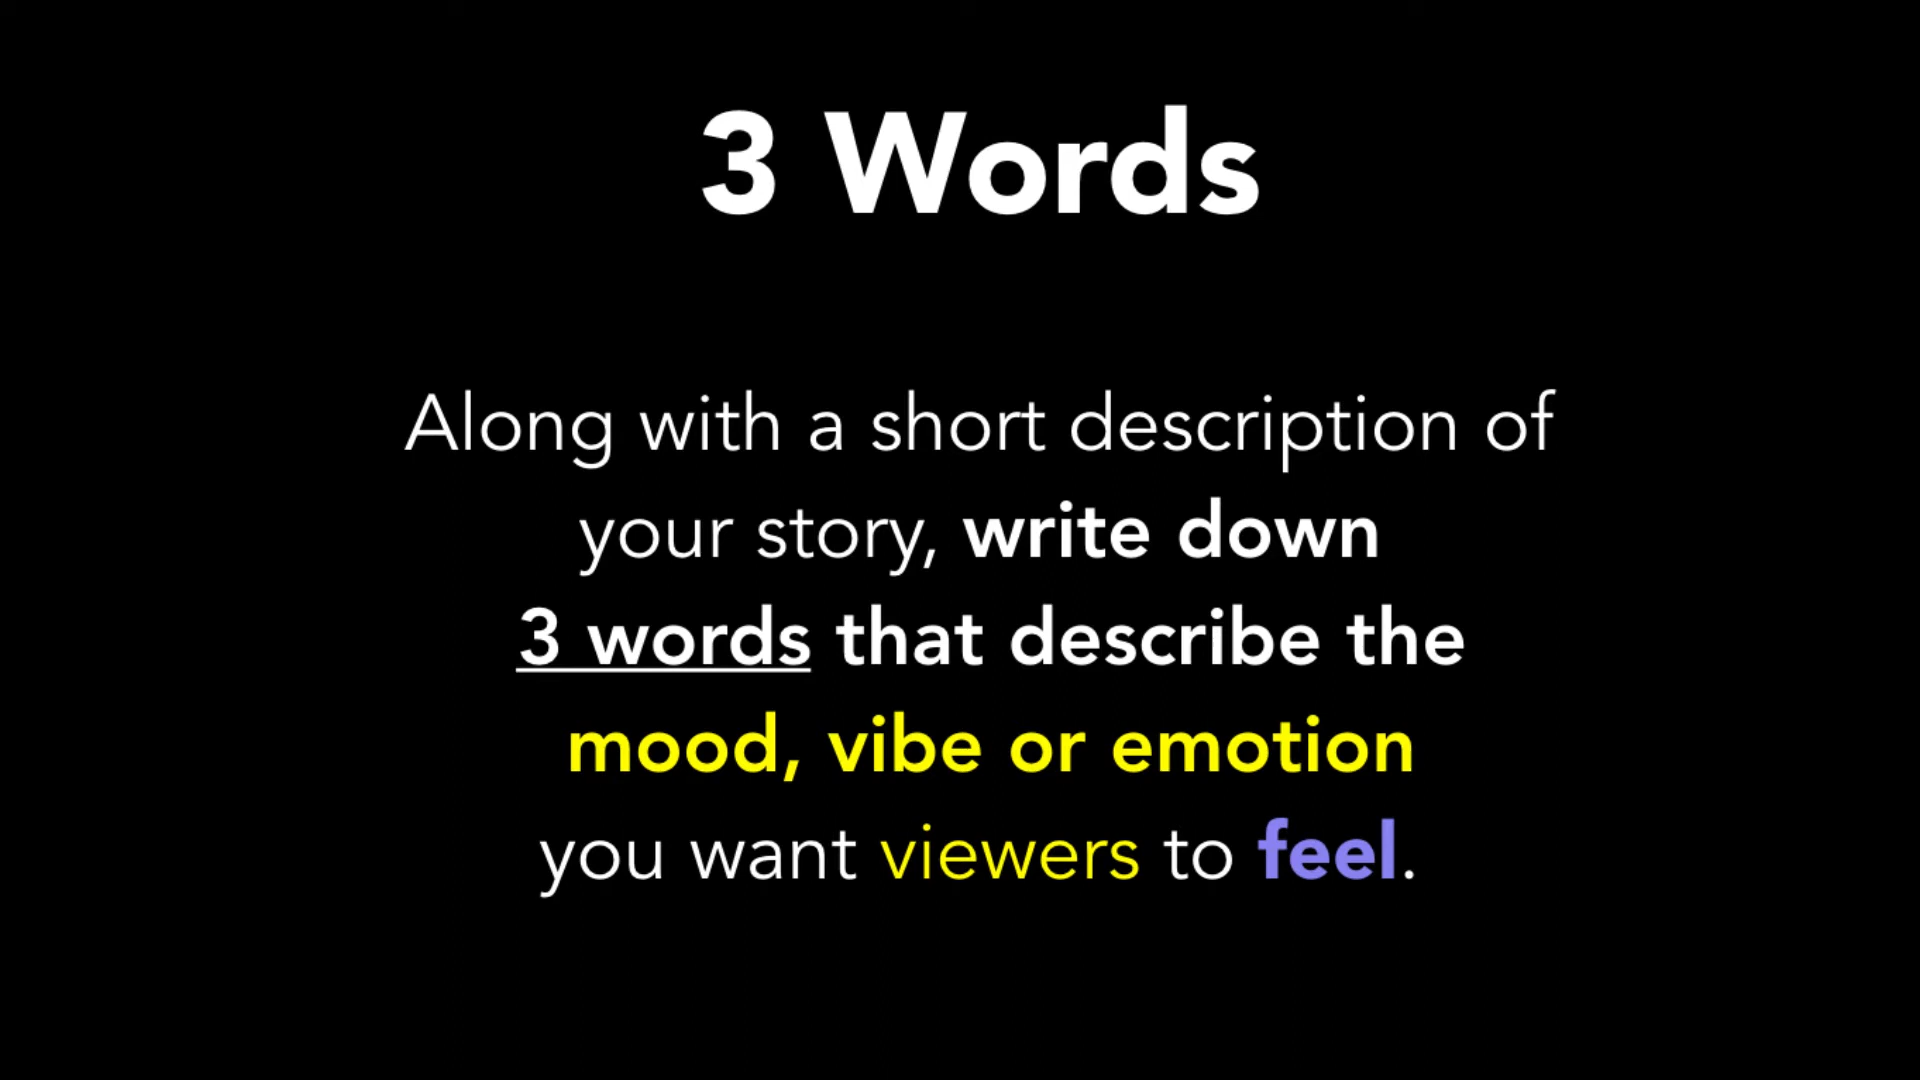 3 Words
Along with a short description of
your story, write down
3 words that describe the
mood, vibe or emotion
you want viewers to feel.